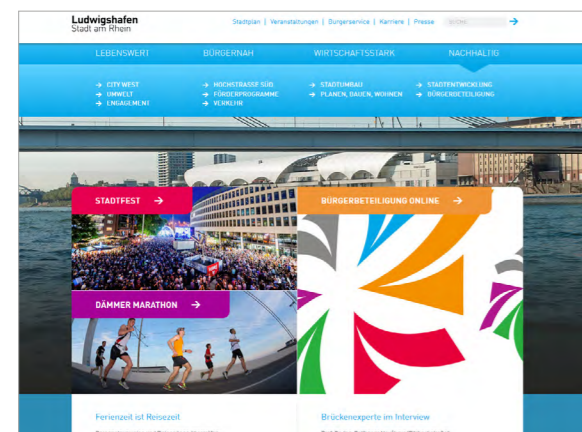 Ludwigshafen
Stadt am Rhein
Stadtplan | Veranstaltungen | Bürgerservice | Karriere | Presse SUCHE →
LEBENSWERT BÜRGERNAH WIRTSCHAFTSSTARK NACHHALTIG
→ CITY WEST → HOCHSTRASSE SÜD → STADTUMBAU → STADTENTWICKLUNG
→ UMWELT → FÖRDERPROGRAMME → PLANEN, BAUEN, WOHNEN → BÜRGERBETEILIGUNG
→ ENGAGEMENT → VERKEHR
STADTFEST → BÜRGERBETEILIGUNG ONLINE →
DÄMMER MARATHON →
Ferienzeit ist Reisezeit Brückenexperte im Interview